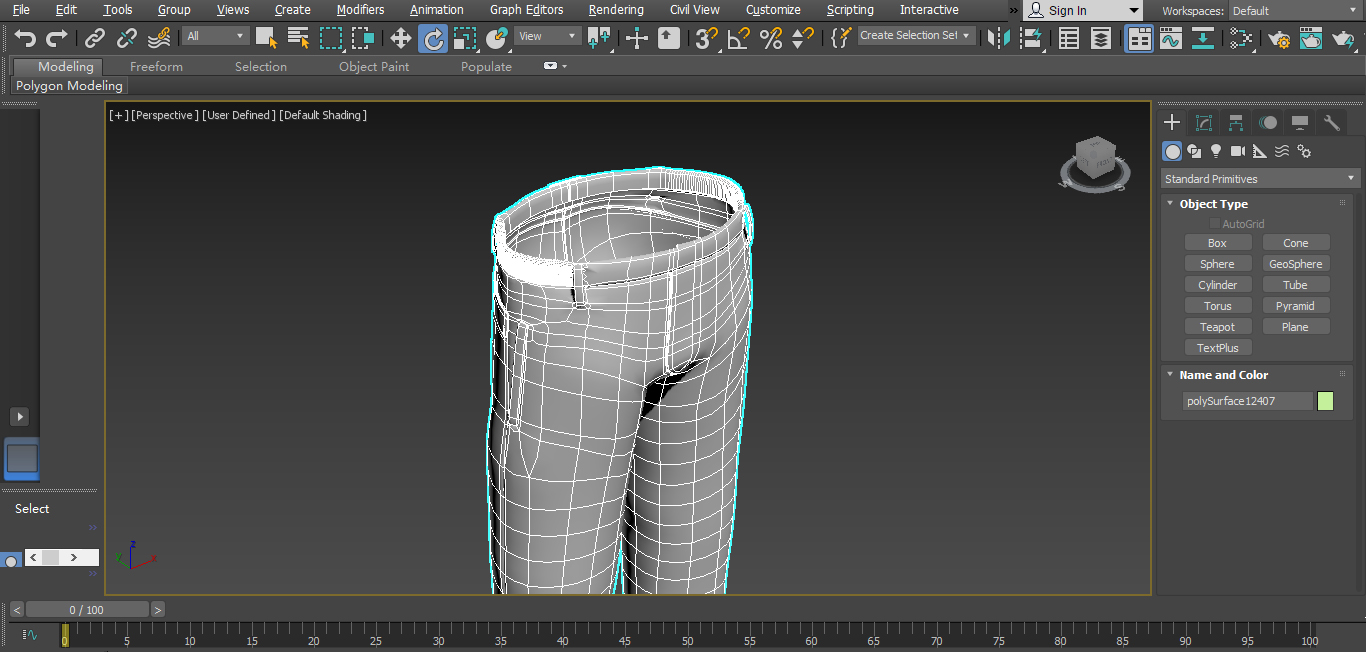 File Edit Tools Group Views Create Modifiers Animation Graph Editors Rendering Civil View Customize Scripting Interactive » Sign In Workspaces: Default
All View 3 Create Selection Set
Modeling Freeform Selection Object Paint Populate
Polygon Modeling
[+] [Perspective] [User Defined] [Default Shading]
Standard Primitives
Object Type
AutoGrid
Box Cone
Sphere GeoSphere
Cylinder Tube
Torus Pyramid
Teapot Plane
TextPlus
Name and Color
polySurface12407
Select
»
< >
»
z
y x
< 0 / 100 >
0 5 10 15 20 25 30 35 40 45 50 55 60 65 70 75 80 85 90 95 100